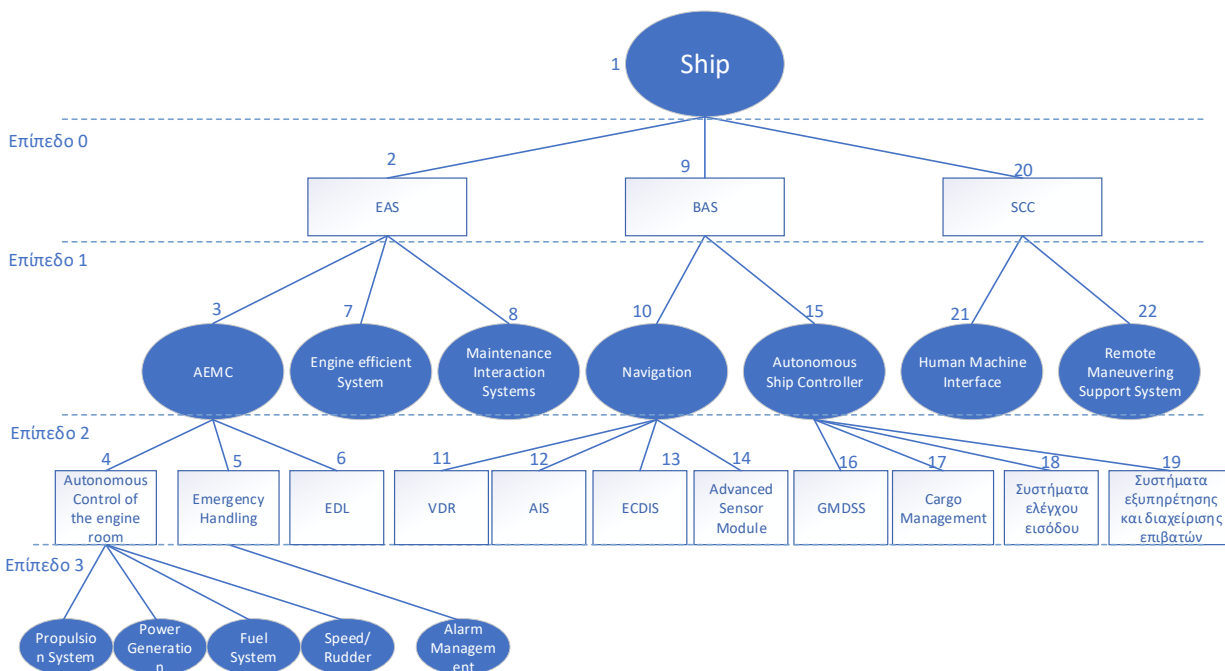 1
Ship
Επίπεδο 0
2
9
20
EAS
BAS
SCC
Επίπεδο 1
3
7
8
10
15
21
22
AEMC
Engine efficient
System
Maintenance
Interaction
Systems
Navigation
Autonomous
Ship Controller
Human Machine
Interface
Remote
Maneuvering
Support System
Επίπεδο 2
4
5
6
11
12
13
14
16
17
18
19
Autonomous
Control of
the engine
room
Emergency
Handling
EDL
VDR
AIS
ECDIS
Advanced
Sensor
Module
GMDSS
Cargo
Management
Συστήματα
ελέγχου
εισόδου
Συστήματα
εξυπηρέτησης
και διαχείρισης
επιβατών
Επίπεδο 3
Propulsio
n System
Power
Generatio
n
Fuel
System
Speed/
Rudder
Alarm
Managem
ent